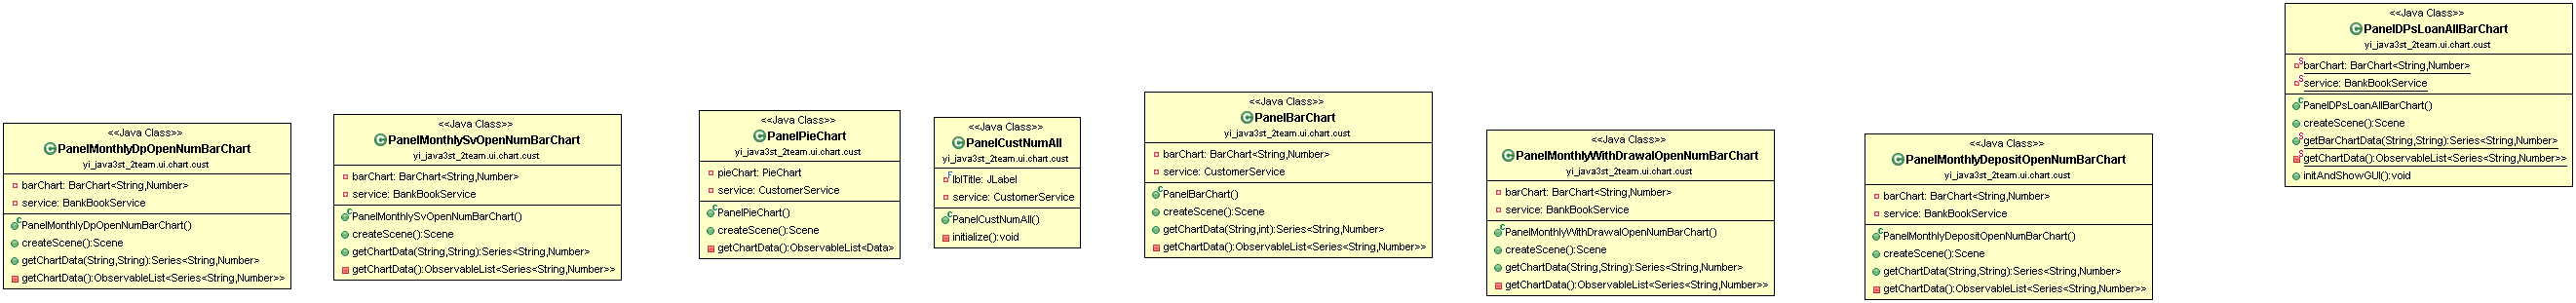 <<Java Class>>
PanelMonthlyDpOpenNumBarChart
yi_java3st_2team.ui.chart.cust
barChart: BarChart<String,Number>
service: BankBookService
PanelMonthlyDpOpenNumBarChart()
createScene():Scene
getChartData(String,String):Series<String,Number>
getChartData():ObservableList<Series<String,Number>>
<<Java Class>>
PanelMonthlySvOpenNumBarChart
yi_java3st_2team.ui.chart.cust
barChart: BarChart<String,Number>
service: BankBookService
PanelMonthlySvOpenNumBarChart()
createScene():Scene
getChartData(String,String):Series<String,Number>
getChartData():ObservableList<Series<String,Number>>
<<Java Class>>
PanelPieChart
yi_java3st_2team.ui.chart.cust
pieChart: PieChart
service: CustomerService
PanelPieChart()
createScene():Scene
getChartData():ObservableList<Data>
<<Java Class>>
PanelCustNumAll
yi_java3st_2team.ui.chart.cust
lblTitle: JLabel
service: CustomerService
PanelCustNumAll()
initialize():void
<<Java Class>>
PanelBarChart
yi_java3st_2team.ui.chart.cust
barChart: BarChart<String,Number>
service: CustomerService
PanelBarChart()
createScene():Scene
getChartData(String,int):Series<String,Number>
getChartData():ObservableList<Series<String,Number>>
<<Java Class>>
PanelMonthlyWithDrawalOpenNumBarChart
yi_java3st_2team.ui.chart.cust
barChart: BarChart<String,Number>
service: BankBookService
PanelMonthlyWithDrawalOpenNumBarChart()
createScene():Scene
getChartData(String,String):Series<String,Number>
getChartData():ObservableList<Series<String,Number>>
<<Java Class>>
PanelMonthlyDepositOpenNumBarChart
yi_java3st_2team.ui.chart.cust
barChart: BarChart<String,Number>
service: BankBookService
PanelMonthlyDepositOpenNumBarChart()
createScene():Scene
getChartData(String,String):Series<String,Number>
getChartData():ObservableList<Series<String,Number>>
<<Java Class>>
PanelDPsLoanAllBarChart
yi_java3st_2team.ui.chart.cust
barChart: BarChart<String,Number>
service: BankBookService
PanelDPsLoanAllBarChart()
createScene():Scene
getBarChartData(String,String):Series<String,Number>
getChartData():ObservableList<Series<String,Number>>
initAndShowGUI():void